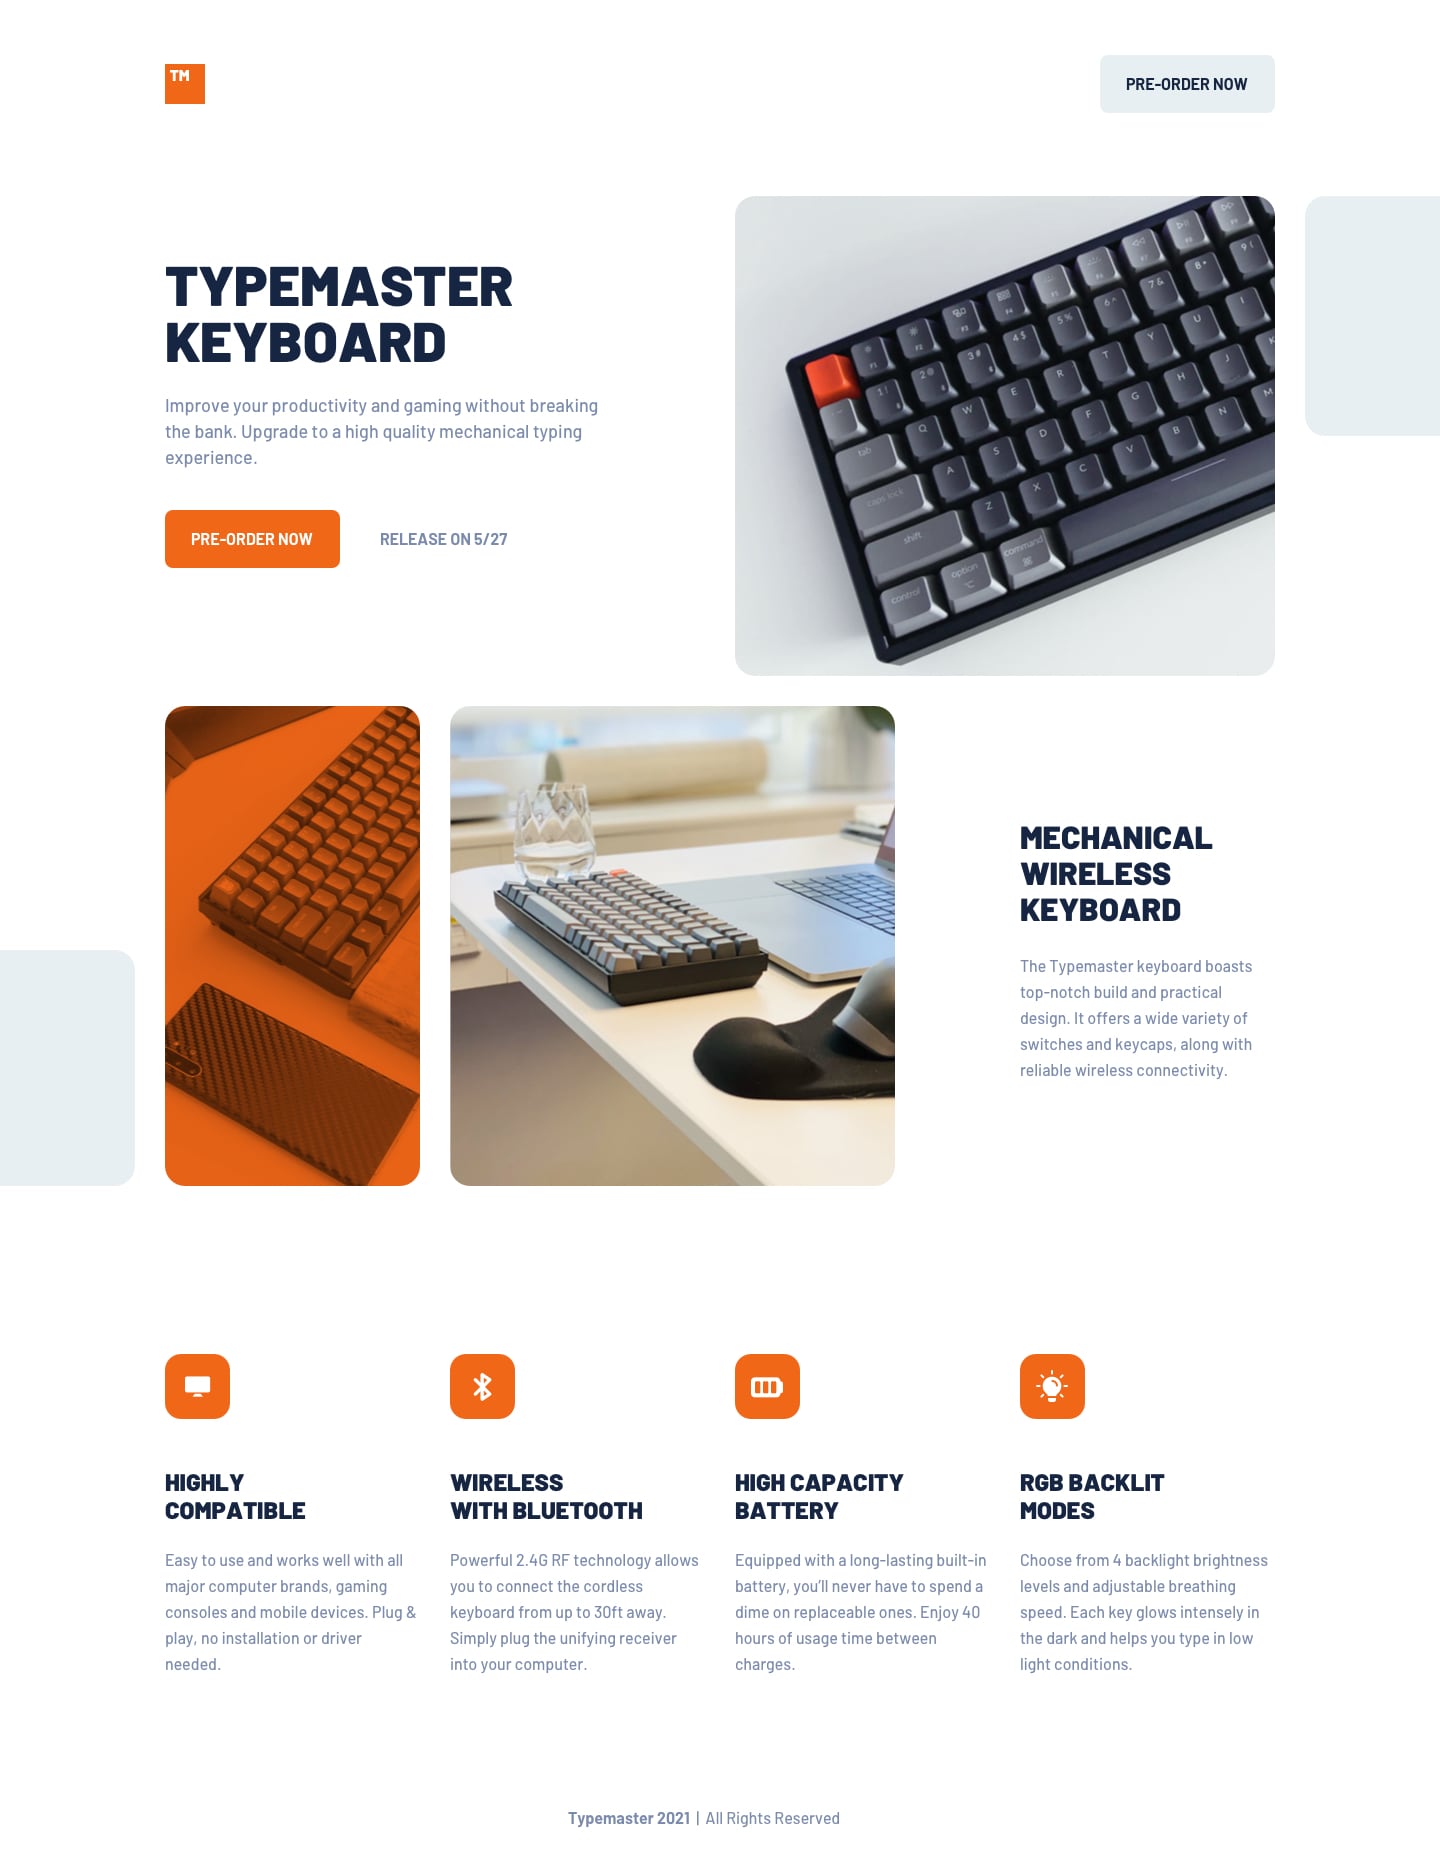 TM
PRE-ORDER NOW
TYPEMASTER
KEYBOARD
Improve your productivity and gaming without breaking
the bank. Upgrade to a high quality mechanical typing
experience.
PRE-ORDER NOW
RELEASE ON 5/27
tab
caps lock
shift
control
option
command
Q W E R T Y U I
A S D F G H J K
Z X C V B N M
MECHANICAL
WIRELESS
KEYBOARD
The Typemaster keyboard boasts
top-notch build and practical
design. It offers a wide variety of
switches and keycaps, along with
reliable wireless connectivity.
HIGHLY
COMPATIBLE
Easy to use and works well with all
major computer brands, gaming
consoles and mobile devices. Plug &
play, no installation or driver
needed.
WIRELESS
WITH BLUETOOTH
Powerful 2.4G RF technology allows
you to connect the cordless
keyboard from up to 30ft away.
Simply plug the unifying receiver
into your computer.
HIGH CAPACITY
BATTERY
Equipped with a long-lasting built-in
battery, you’ll never have to spend a
dime on replaceable ones. Enjoy 40
hours of usage time between
charges.
RGB BACKLIT
MODES
Choose from 4 backlight brightness
levels and adjustable breathing
speed. Each key glows intensely in
the dark and helps you type in low
light conditions.
Typemaster 2021 | All Rights Reserved